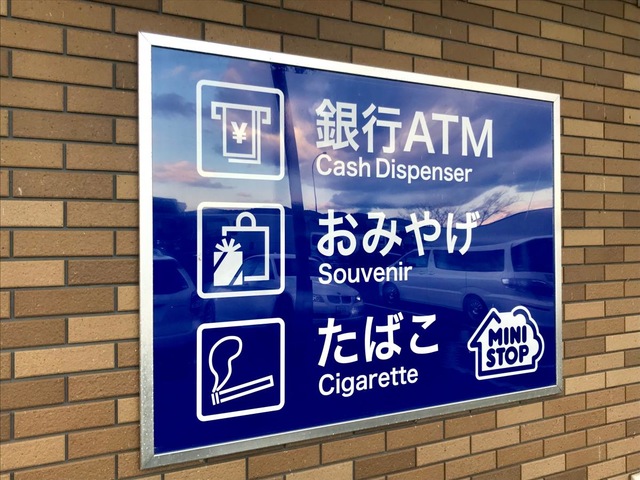 ¥
銀行ATM
Cash Dispenser
おみやげ
Souvenir
たばこ
Cigarette
MINI
STOP